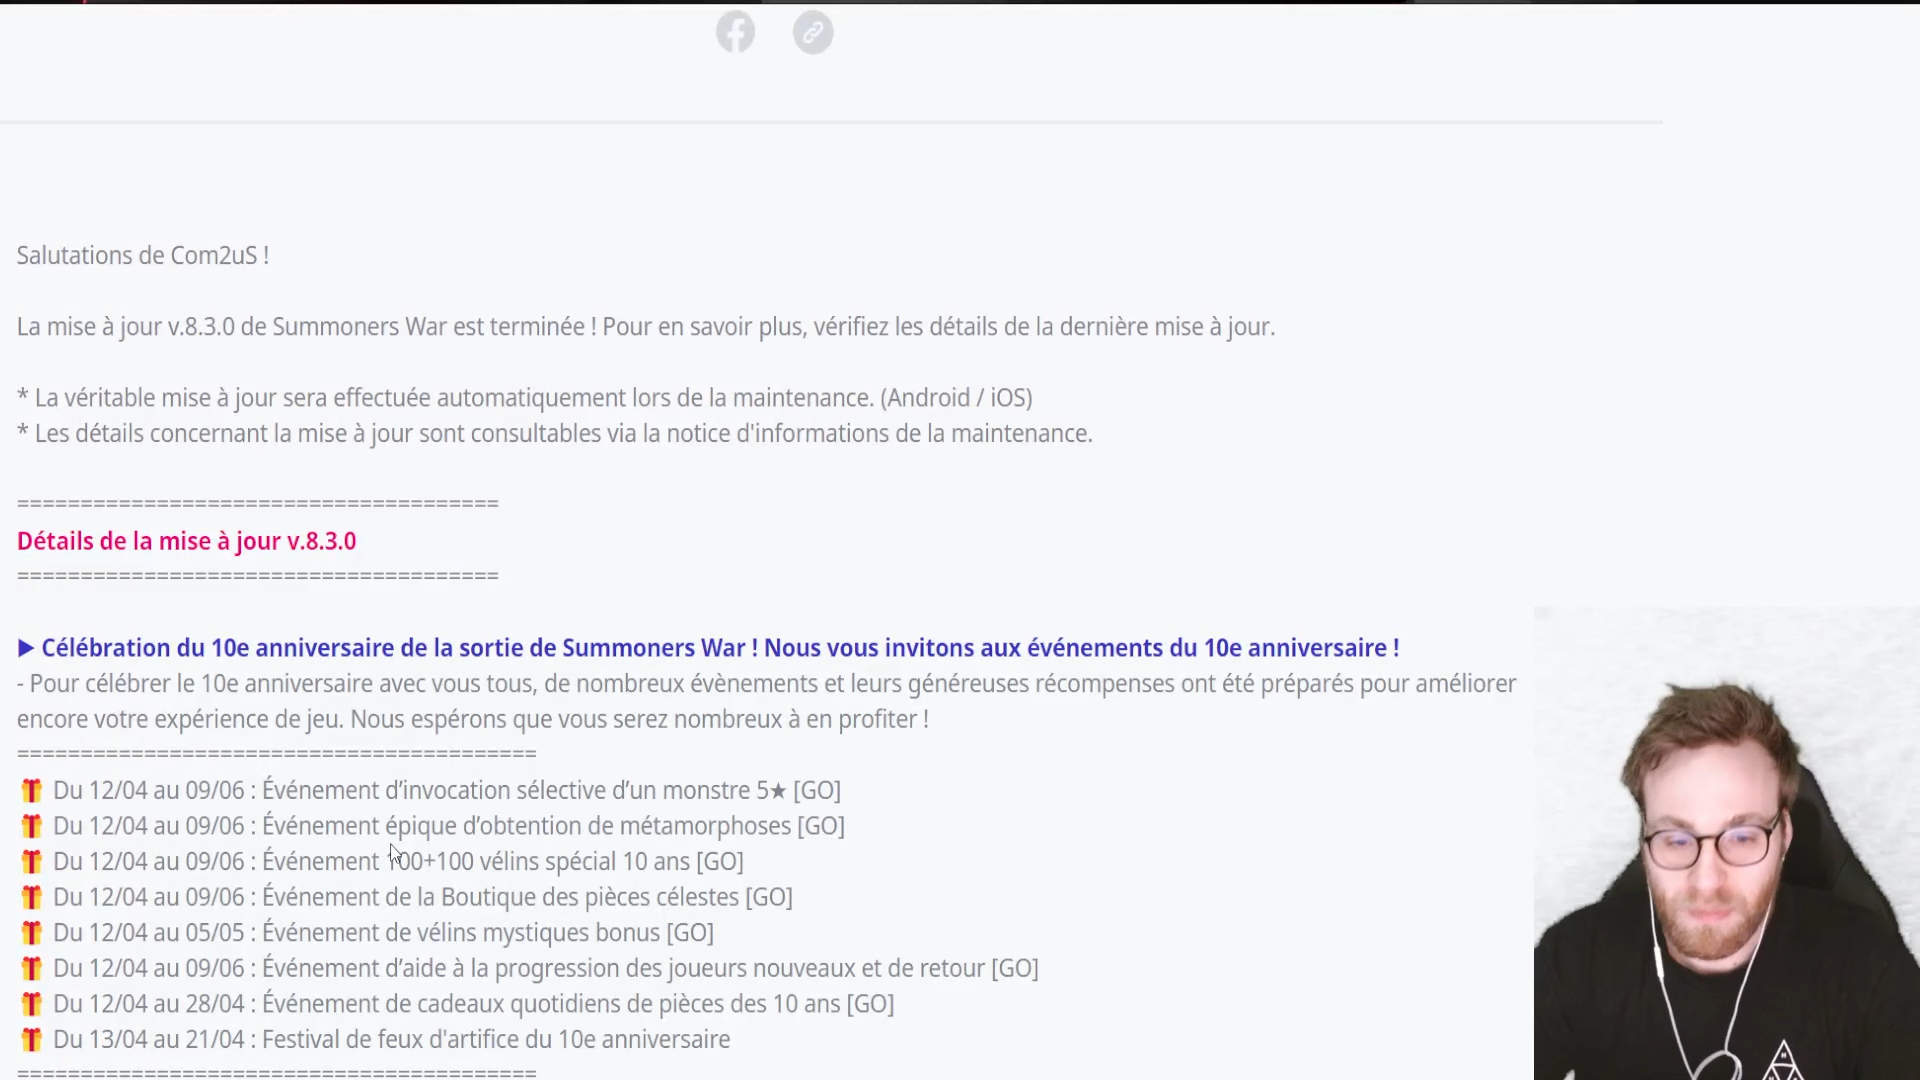 Salutations de Com2uS !
La mise à jour v.8.3.0 de Summoners War est terminée ! Pour en savoir plus, vérifiez les détails de la dernière mise à jour.
* La véritable mise à jour sera effectuée automatiquement lors de la maintenance. (Android / iOS)
* Les détails concernant la mise à jour sont consultables via la notice d'informations de la maintenance.
=====================================
Détails de la mise à jour v.8.3.0
=====================================
▶ Célébration du 10e anniversaire de la sortie de Summoners War ! Nous vous invitons aux événements du 10e anniversaire !
- Pour célébrer le 10e anniversaire avec vous tous, de nombreux évènements et leurs généreuses récompenses ont été préparés pour améliorer
encore votre expérience de jeu. Nous espérons que vous serez nombreux à en profiter !
========================================
🎁 Du 12/04 au 09/06 : Événement d’invocation sélective d’un monstre 5★ [GO]
🎁 Du 12/04 au 09/06 : Événement épique d’obtention de métamorphoses [GO]
🎁 Du 12/04 au 09/06 : Événement 100+100 vélins spécial 10 ans [GO]
🎁 Du 12/04 au 09/06 : Événement de la Boutique des pièces célestes [GO]
🎁 Du 12/04 au 05/05 : Événement de vélins mystiques bonus [GO]
🎁 Du 12/04 au 09/06 : Événement d’aide à la progression des joueurs nouveaux et de retour [GO]
🎁 Du 12/04 au 28/04 : Événement de cadeaux quotidiens de pièces des 10 ans [GO]
🎁 Du 13/04 au 21/04 : Festival de feux d'artifice du 10e anniversaire
========================================